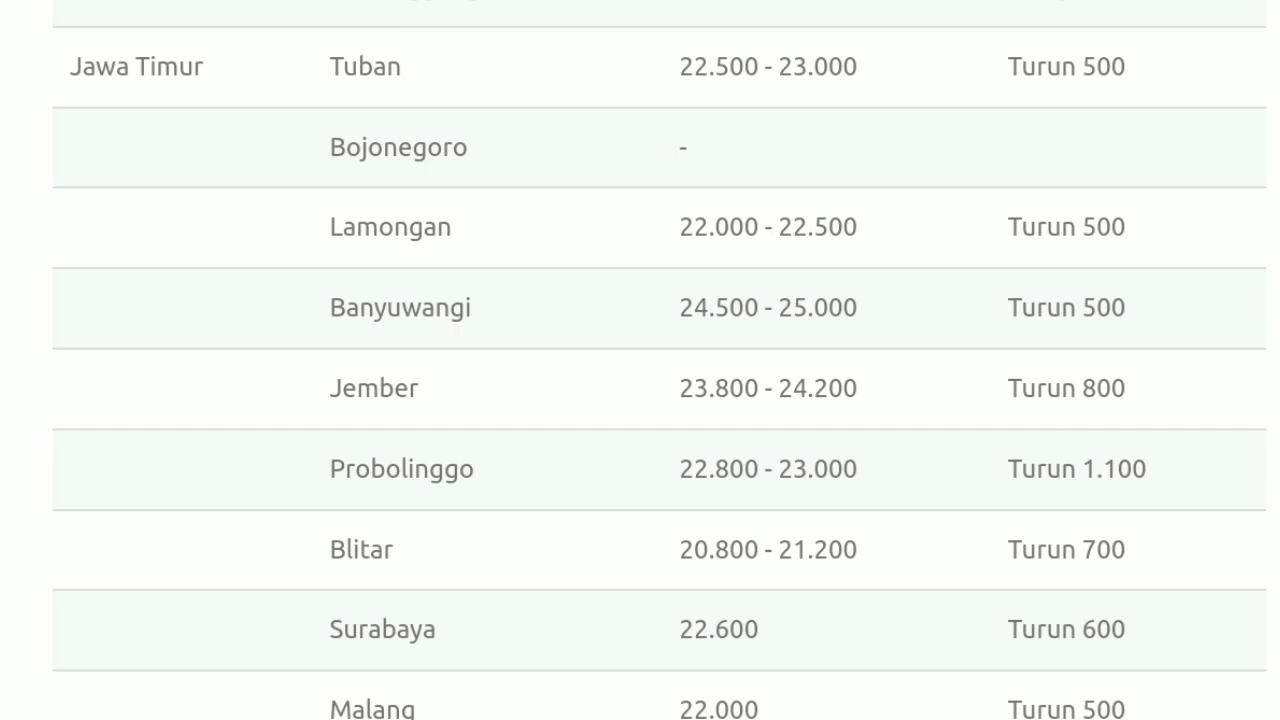 Jawa Timur Tuban 22.500 - 23.000 Turun 500
Bojonegoro -
Lamongan 22.000 - 22.500 Turun 500
Banyuwangi 24.500 - 25.000 Turun 500
Jember 23.800 - 24.200 Turun 800
Probolinggo 22.800 - 23.000 Turun 1.100
Blitar 20.800 - 21.200 Turun 700
Surabaya 22.600 Turun 600
Malang 22.000 Turun 500